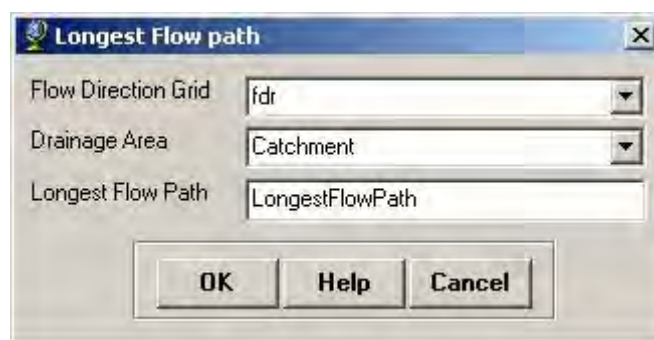 Longest Flow path
Flow Direction Grid fdr
Drainage Area Catchment
Longest Flow Path LongestFlowPath
OK Help Cancel